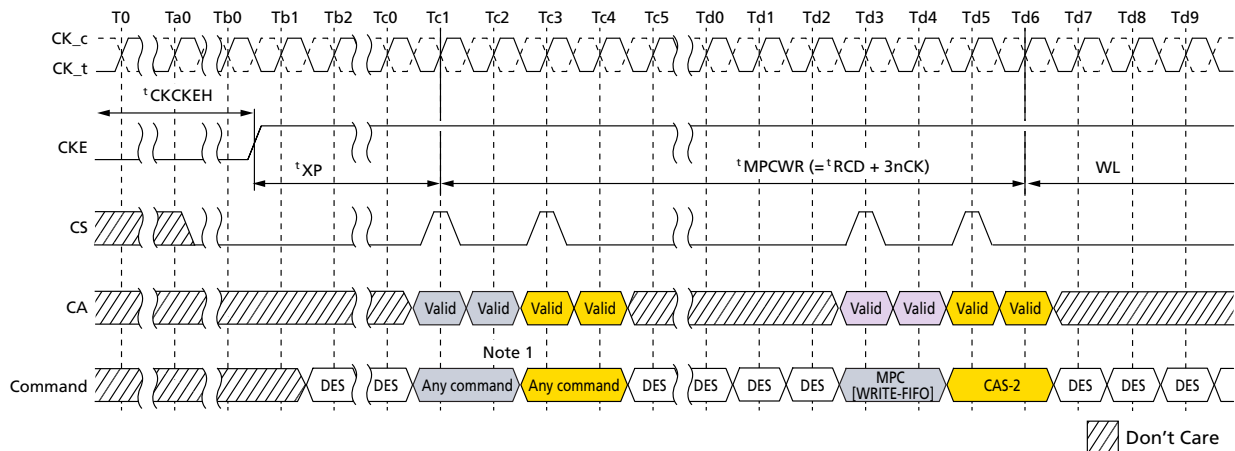 T0 Ta0 Tb0 Tb1 Tb2 Tc0 Tc1 Tc2 Tc3 Tc4 Tc5 Td0 Td1 Td2 Td3 Td4 Td5 Td6 Td7 Td8 Td9
CK_c
CK_t
tCKCKEH
CKE
tXP
tMPCWR (= tRCD + 3nCK)
WL
CS
CA Valid Valid Valid Valid Valid Valid Valid Valid
Note 1
Command DES DES Any command Any command DES DES DES DES MPC [WRITE-FIFO] CAS-2 DES DES DES
Don't Care